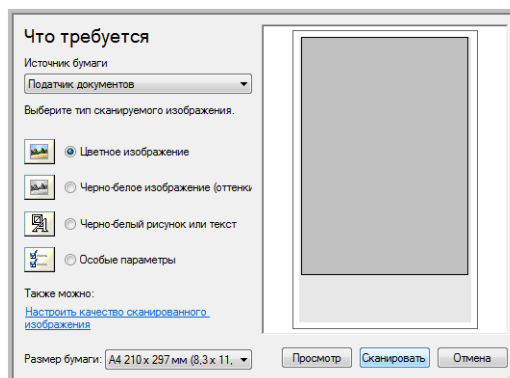 Что требуется
Источник бумаги
Податчик документов
Выберите тип сканируемого изображения.
Цветное изображение
Черно-белое изображение (оттенки
Черно-белый рисунок или текст
Особые параметры
Также можно:
Настроить качество сканированного
изображения
Размер бумаги: A4 210 x 297 мм (8,3 x 11,
Просмотр Сканировать Отмена